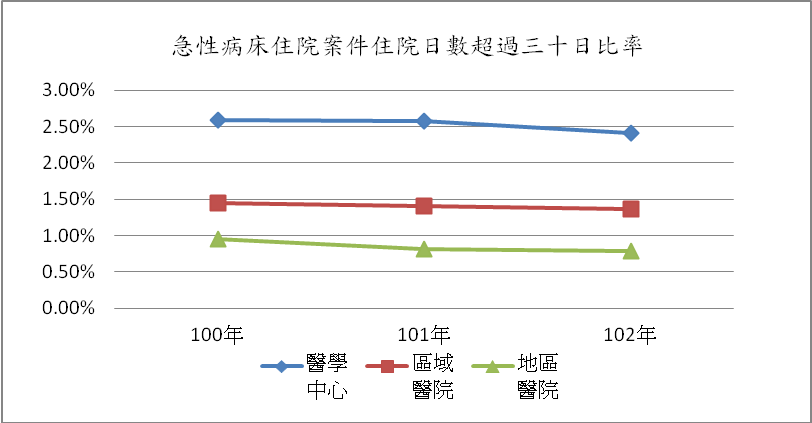 急性病床住院案件住院日數超過三十日比率
3.00%
2.50%
2.00%
1.50%
1.00%
0.50%
0.00%
100年 101年 102年
醫學 區域 地區
中心 醫院 醫院